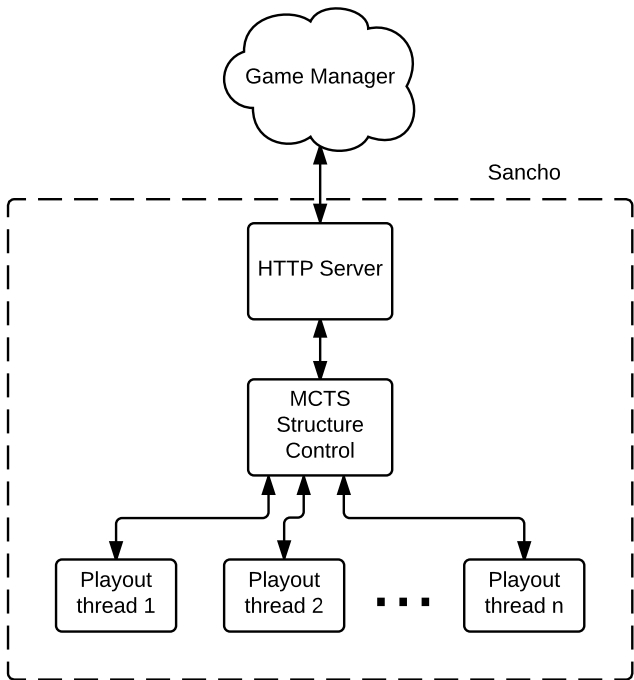 Game Manager
Sancho
HTTP Server
MCTS
Structure
Control
Playout
thread 1
Playout
thread 2
...
Playout
thread n